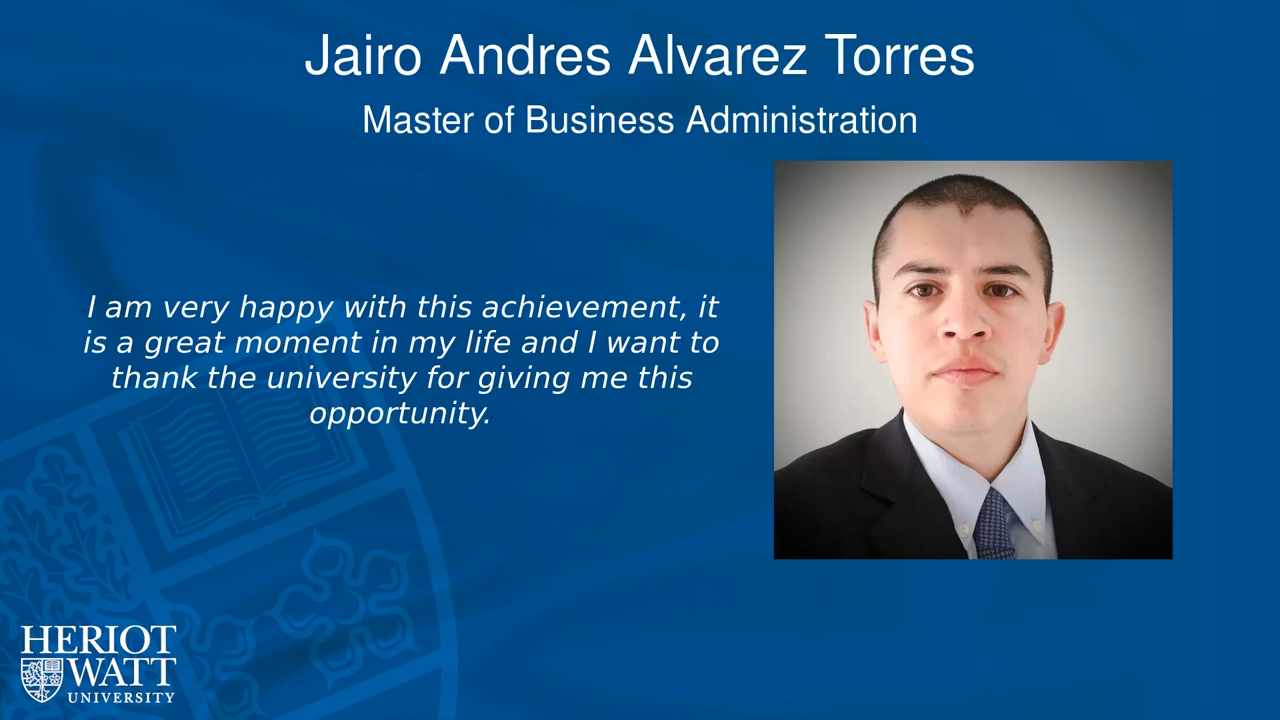 Jairo Andres Alvarez Torres
Master of Business Administration
I am very happy with this achievement, it
is a great moment in my life and I want to
thank the university for giving me this
opportunity.
HERIOT
WATT
UNIVERSITY